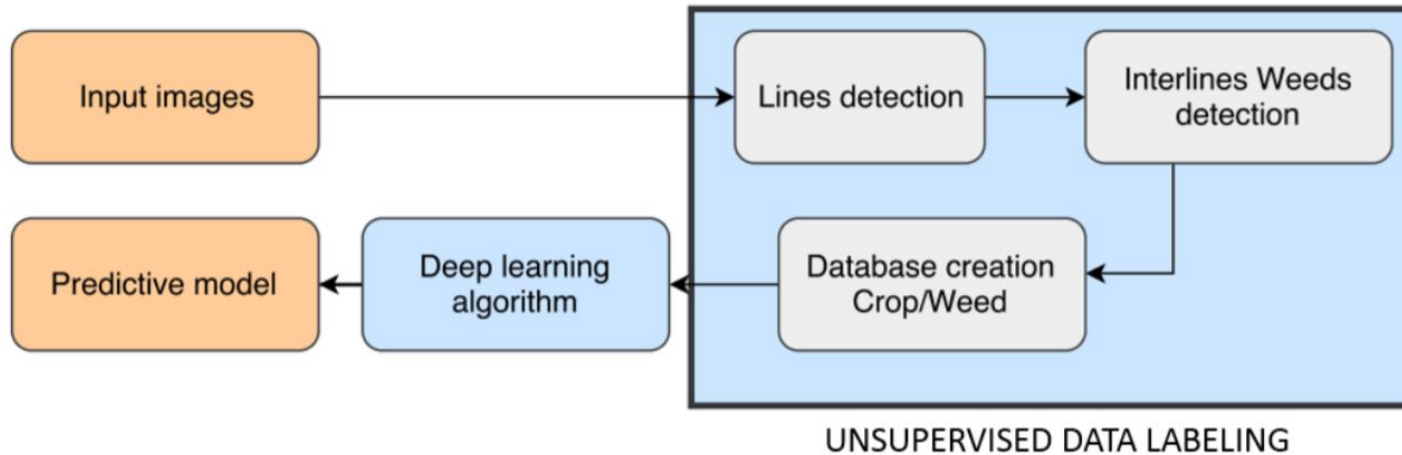 Input images
Lines detection
Interlines Weeds
detection
Predictive model
Deep learning
algorithm
Database creation
Crop/Weed
UNSUPERVISED DATA LABELING